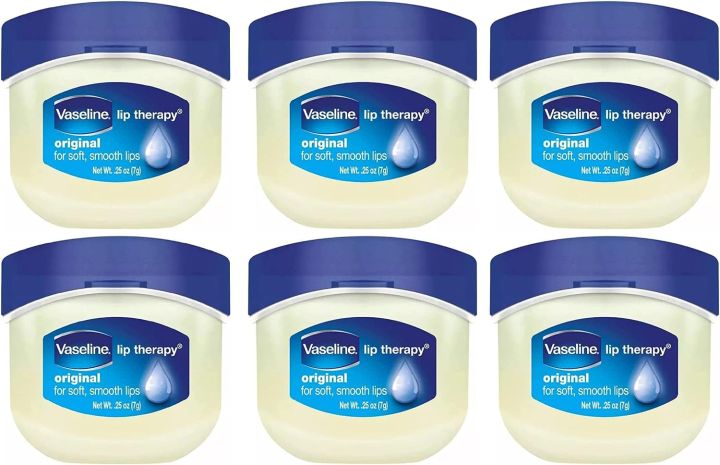 Vaseline. lip therapy®
original
for soft, smooth lips
Net Wt. .25 oz (7g)
Vaseline. lip therapy®
original
for soft, smooth lips
Net Wt. .25 oz (7g)
Vaseline. lip therapy®
original
for soft, smooth lips
Net Wt. .25 oz (7g)
Vaseline. lip therapy®
original
for soft, smooth lips
Net Wt. .25 oz (7g)
Vaseline. lip therapy®
original
for soft, smooth lips
Net Wt. .25 oz (7g)
Vaseline. lip therapy®
original
for soft, smooth lips
Net Wt. .25 oz (7g)